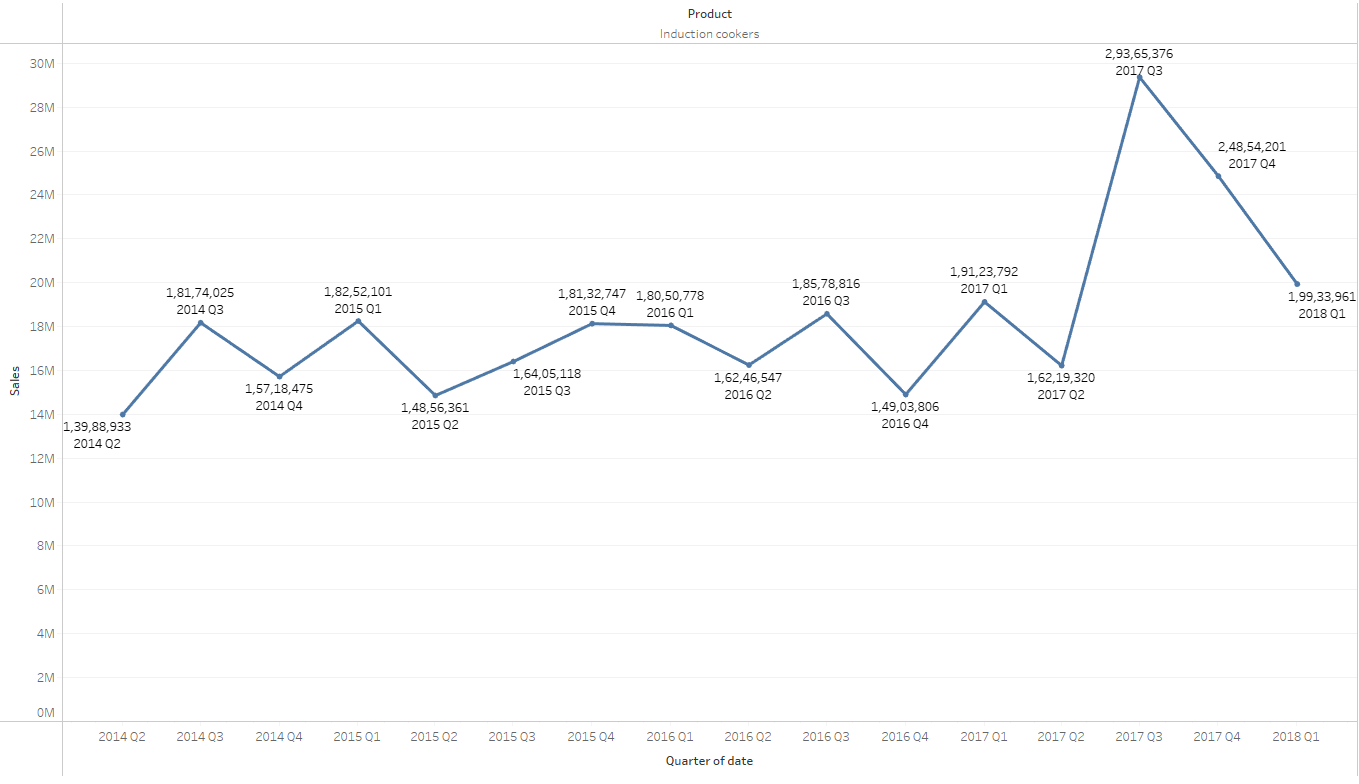 Product
Induction cookers
30M
28M
26M
24M
22M
20M
18M
16M
14M
12M
10M
8M
6M
4M
2M
0M
Sales
1,39,88,933
2014 Q2
1,81,74,025
2014 Q3
1,57,18,475
2014 Q4
1,82,52,101
2015 Q1
1,48,56,361
2015 Q2
1,64,05,118
2015 Q3
1,81,32,747
2015 Q4
1,80,50,778
2016 Q1
1,62,46,547
2016 Q2
1,85,78,816
2016 Q3
1,49,03,806
2016 Q4
1,91,23,792
2017 Q1
1,62,19,320
2017 Q2
2,93,65,376
2017 Q3
2,48,54,201
2017 Q4
1,99,33,961
2018 Q1
2014 Q2 2014 Q3 2014 Q4 2015 Q1 2015 Q2 2015 Q3 2015 Q4 2016 Q1 2016 Q2 2016 Q3 2016 Q4 2017 Q1 2017 Q2 2017 Q3 2017 Q4 2018 Q1
Quarter of date